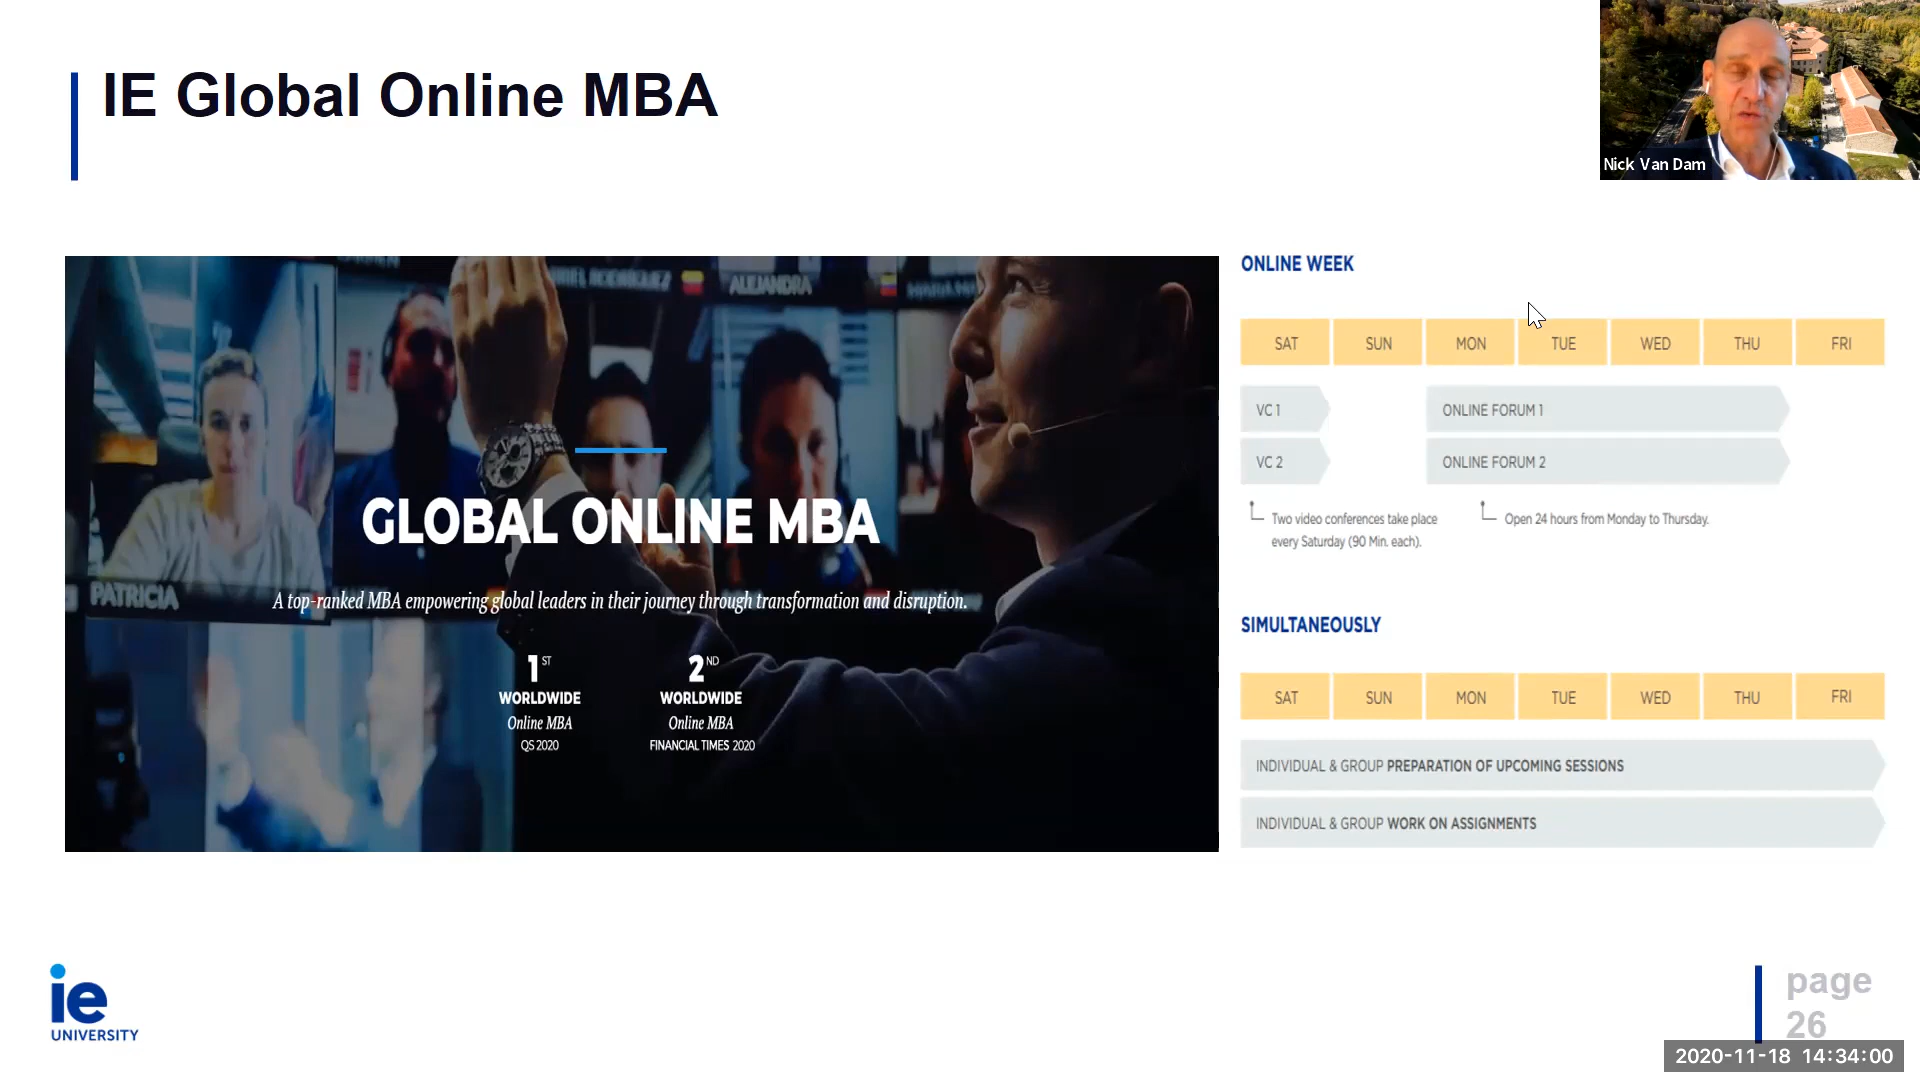 IE Global Online MBA
Nick Van Dam
ALEJANDRA
PATRICIA
GLOBAL ONLINE MBA
A top-ranked MBA empowering global leaders in their journey through transformation and disruption.
1ST
WORLDWIDE
Online MBA
QS 2020
2ND
WORLDWIDE
Online MBA
FINANCIAL TIMES 2020
ONLINE WEEK
SAT SUN MON TUE WED THU FRI
VC 1 ONLINE FORUM 1
VC 2 ONLINE FORUM 2
Two video conferences take place
every Saturday (90 Min. each).
Open 24 hours from Monday to Thursday.
SIMULTANEOUSLY
SAT SUN MON TUE WED THU FRI
INDIVIDUAL & GROUP PREPARATION OF UPCOMING SESSIONS
INDIVIDUAL & GROUP WORK ON ASSIGNMENTS
ie
UNIVERSITY
page
26
2020-11-18 14:34:00